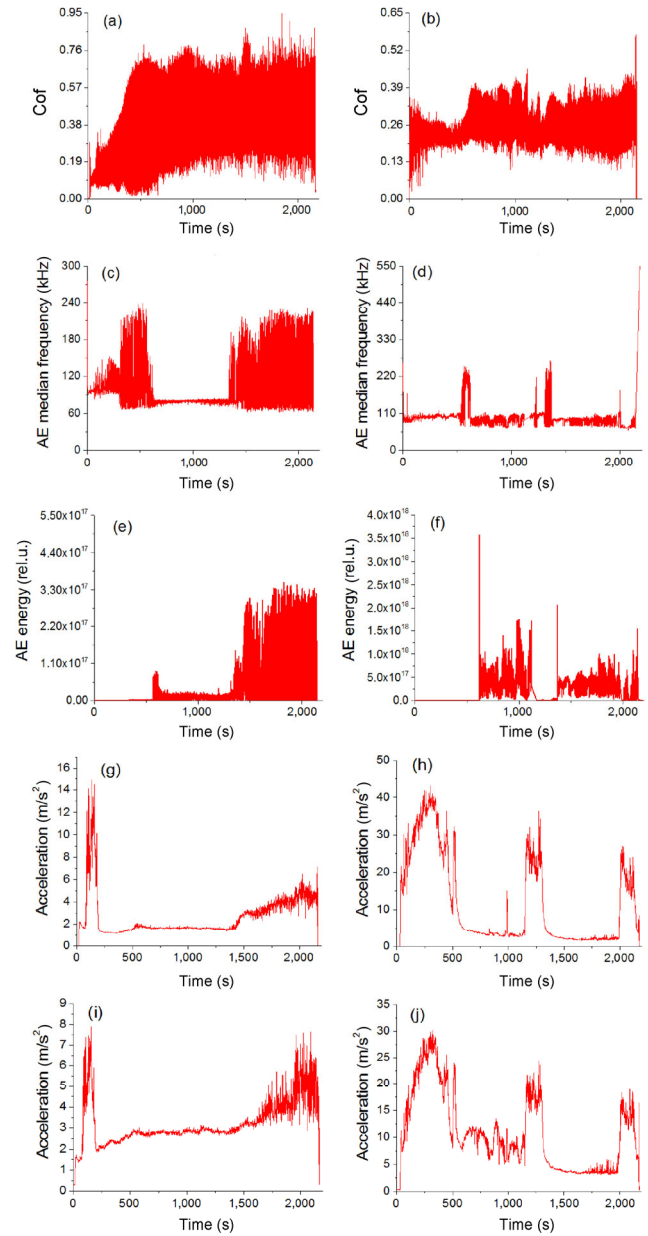 (a)
(b)
0.95
0.76
0.57
0.38
0.19
0.00
Cof
0
1,000
2,000
Time (s)
0.65
0.52
0.39
0.26
0.13
0.00
Cof
0
1,000
2,000
Time (s)
(c)
(d)
300
240
180
120
60
0
AE median frequency (kHz)
0
1,000
2,000
Time (s)
550
440
330
220
110
0
AE median frequency (kHz)
0
1,000
2,000
Time (s)
(e)
(f)
5.50x10¹⁷
4.40x10¹⁷
3.30x10¹⁷
2.20x10¹⁷
1.10x10¹⁷
0.00
AE energy (rel.u.)
0
1,000
2,000
Time (s)
4.0x10¹⁸
3.5x10¹⁸
3.0x10¹⁸
2.5x10¹⁸
2.0x10¹⁸
1.5x10¹⁸
1.0x10¹⁸
5.0x10¹⁷
0.0
AE energy (rel.u.)
1,000
2,000
Time (s)
(g)
(h)
16
14
12
10
8
6
4
2
0
Acceleration (m/s²)
0
500
1,000
1,500
2,000
Time (s)
50
40
30
20
10
0
Acceleration (m/s²)
0
500
1,000
1,500
2,000
Time (s)
(i)
(j)
9
8
7
6
5
4
3
2
1
0
Acceleration (m/s²)
0
500
1,000
1,500
2,000
Time (s)
35
30
25
20
15
10
5
0
Acceleration (m/s²)
0
500
1,000
1,500
2,000
Time (s)